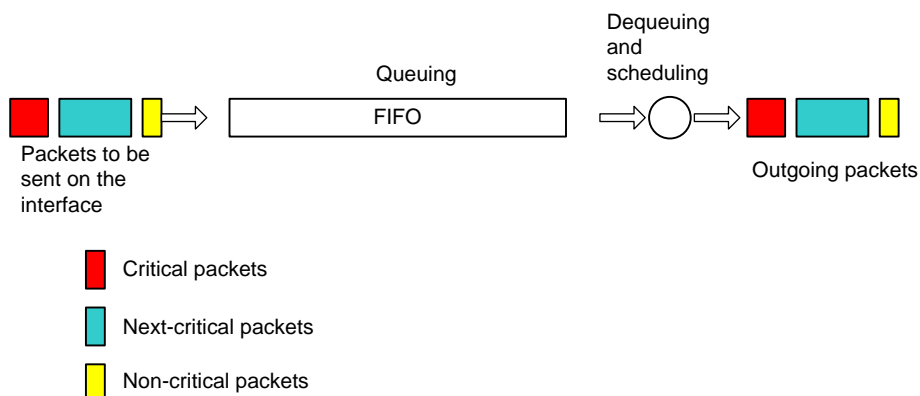 Dequeuing
and
scheduling
Queuing
FIFO
Packets to be
sent on the
interface
Outgoing packets
Critical packets
Next-critical packets
Non-critical packets